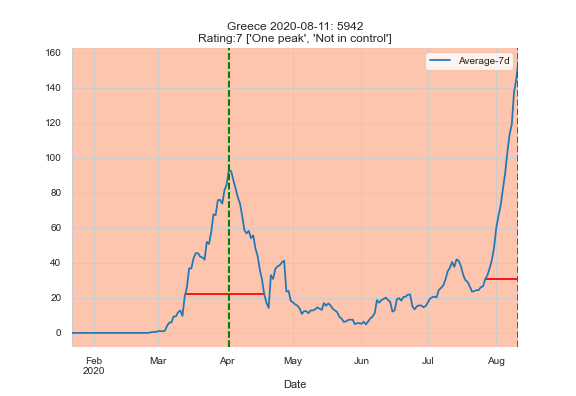 Greece 2020-08-11: 5942
Rating:7 ['One peak', 'Not in control']
Average-7d
160
140
120
100
80
60
40
20
0
Feb Mar Apr May Jun Jul Aug
2020
Date